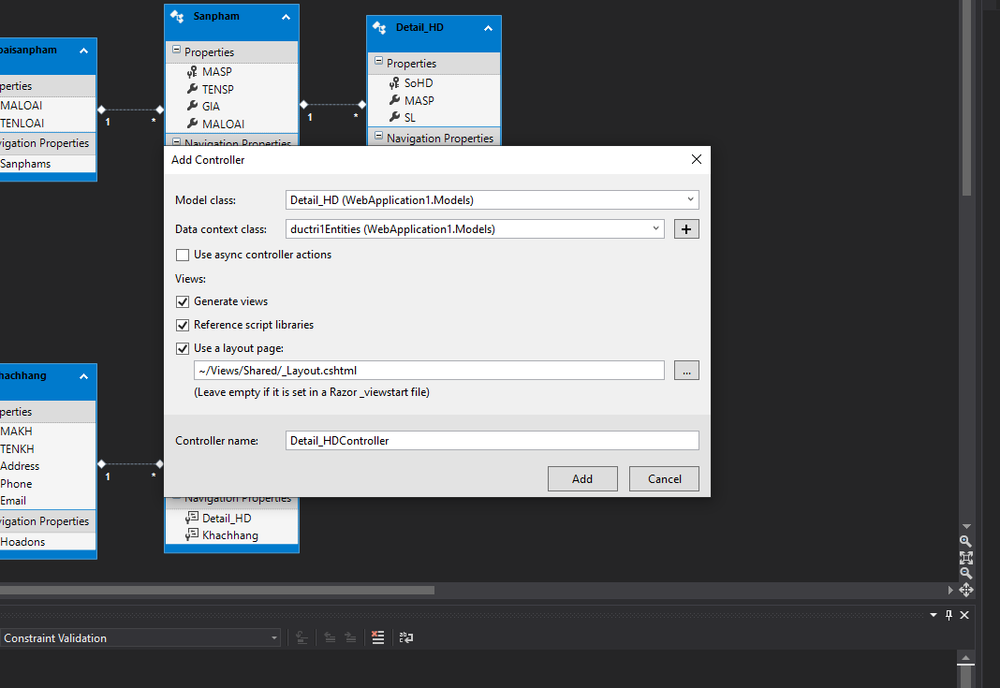 Sanpham
Properties
MASP
TENSP
GIA
MALOAI
Navigation Properties
Detail_HD
Properties
SoHD
MASP
SL
Navigation Properties
oaisanpham
perties
MALOAI
TENLOAI
vigation Properties
Sanphams
1
*
1
*
Add Controller
Model class:
Detail_HD (WebApplication1.Models)
Data context class:
ductri1Entities (WebApplication1.Models)
Use async controller actions
Views:
Generate views
Reference script libraries
Use a layout page:
~/Views/Shared/_Layout.cshtml
...
(Leave empty if it is set in a Razor _viewstart file)
Controller name:
Detail_HDController
Add
Cancel
hachhang
perties
MAKH
TENKH
Address
Phone
Email
vigation Properties
Hoadons
1
*
Navigation Properties
Detail_HD
Khachhang
Constraint Validation